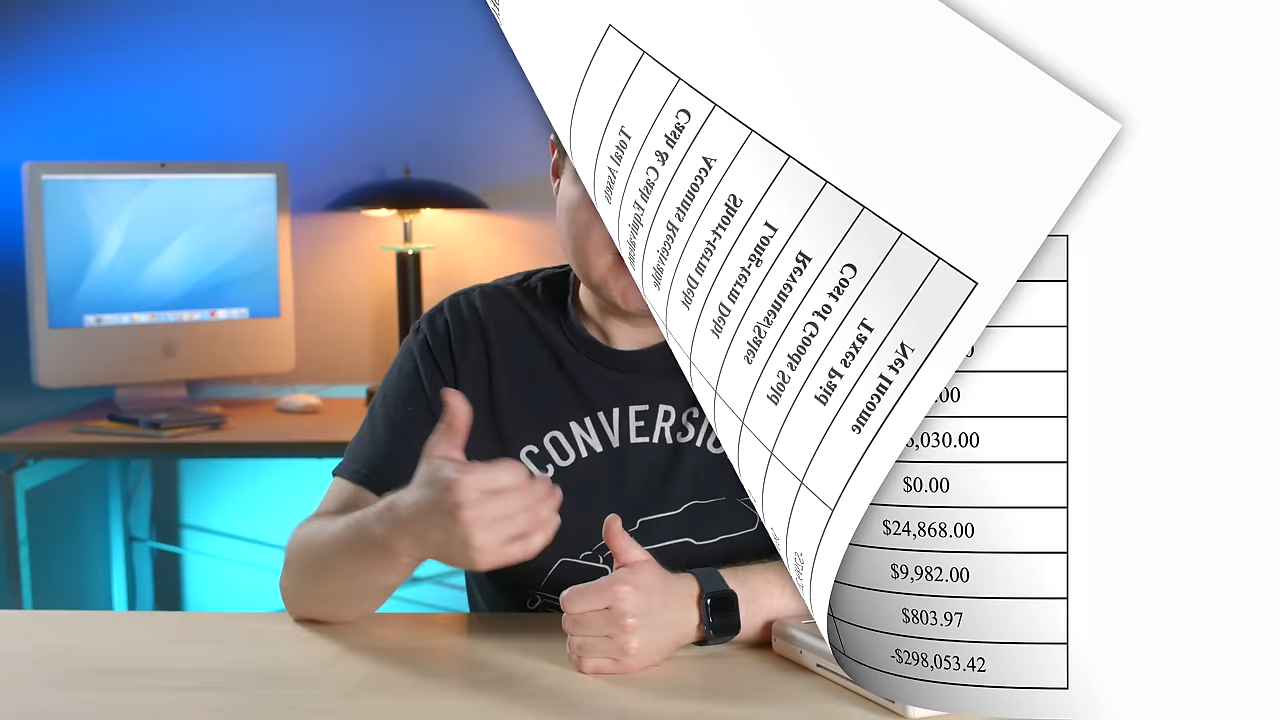 Total Assets
Cash & Cash Equivalents
Accounts Receivable
Short-term Debt
Long-term Debt
Revenues/Sales
Cost of Goods Sold
Taxes Paid
Net Income
CONVERSI
,030.00
$0.00
$24,868.00
$9,982.00
$803.97
-$298,053.42